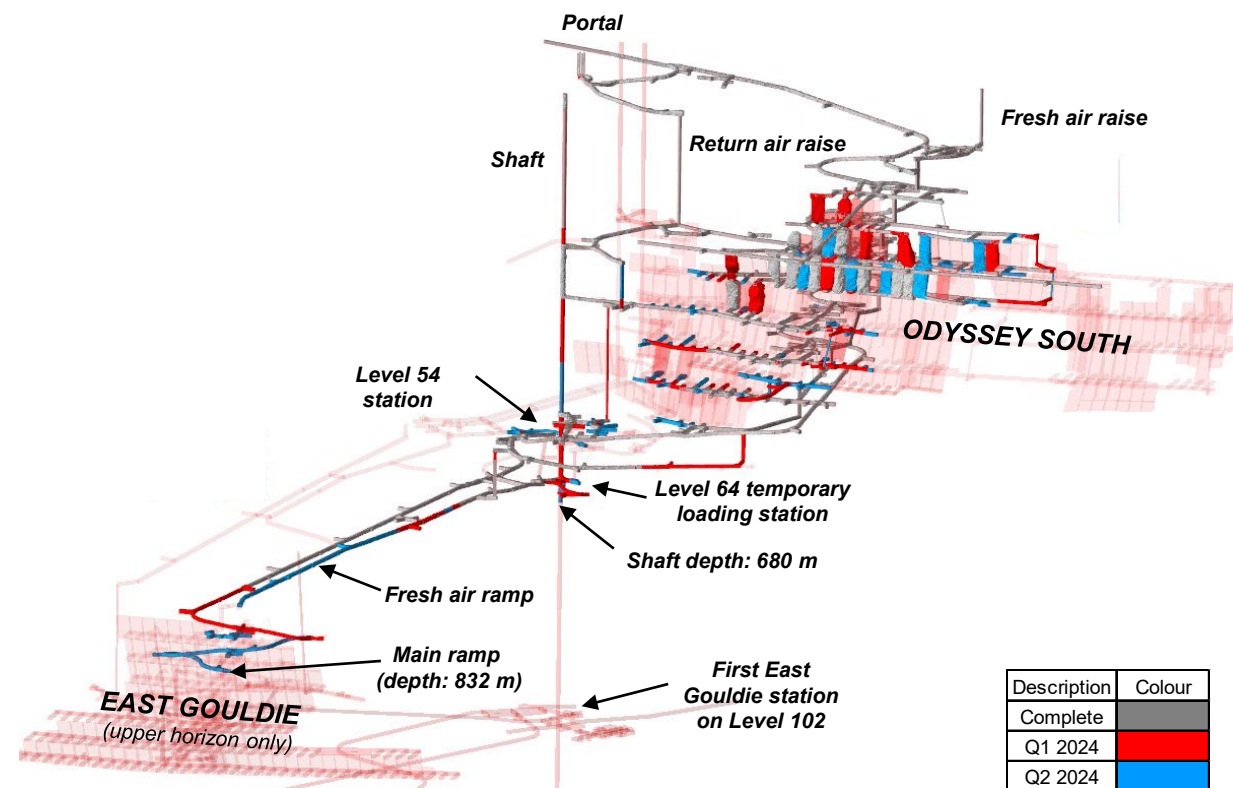 Portal
Fresh air raise
Return air raise
Shaft
ODYSSEY SOUTH
Level 54
station
Level 64 temporary
loading station
Shaft depth: 680 m
Fresh air ramp
Main ramp
(depth: 832 m)
First East
Gouldie station
on Level 102
EAST GOULDIE
(upper horizon only)
Description Colour
Complete
Q1 2024
Q2 2024